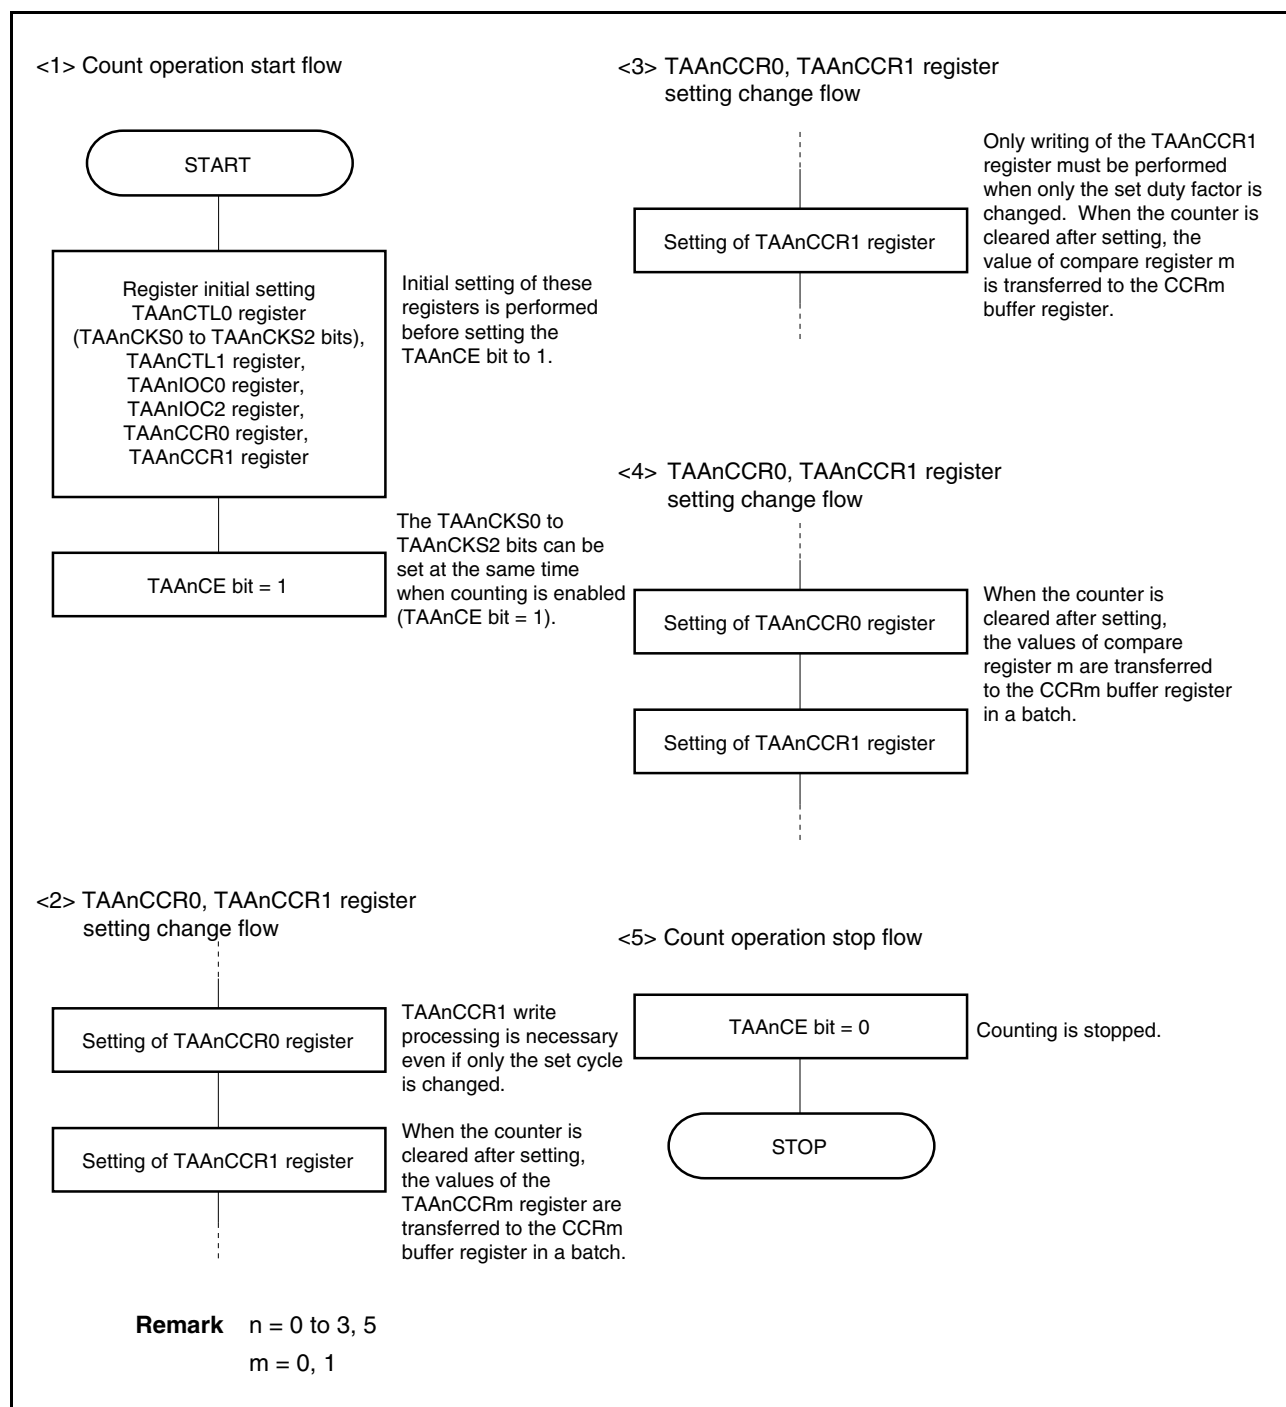 <1> Count operation start flow
START
Register initial setting
TAAnCTL0 register
(TAAnCKS0 to TAAnCKS2 bits),
TAAnCTL1 register,
TAAnIOC0 register,
TAAnIOC2 register,
TAAnCCR0 register,
TAAnCCR1 register
Initial setting of these
registers is performed
before setting the
TAAnCE bit to 1.
TAAnCE bit = 1
The TAAnCKS0 to
TAAnCKS2 bits can be
set at the same time
when counting is enabled
(TAAnCE bit = 1).
<2> TAAnCCR0, TAAnCCR1 register
setting change flow
Setting of TAAnCCR0 register
TAAnCCR1 write
processing is necessary
even if only the set cycle
is changed.
Setting of TAAnCCR1 register
When the counter is
cleared after setting,
the values of the
TAAnCCRm register are
transferred to the CCRm
buffer register in a batch.
<3> TAAnCCR0, TAAnCCR1 register
setting change flow
Setting of TAAnCCR1 register
Only writing of the TAAnCCR1
register must be performed
when only the set duty factor is
changed. When the counter is
cleared after setting, the
value of compare register m
is transferred to the CCRm
buffer register.
<4> TAAnCCR0, TAAnCCR1 register
setting change flow
Setting of TAAnCCR0 register
When the counter is
cleared after setting,
the values of compare
register m are transferred
to the CCRm buffer register
in a batch.
Setting of TAAnCCR1 register
<5> Count operation stop flow
TAAnCE bit = 0
Counting is stopped.
STOP
Remark n = 0 to 3, 5
m = 0, 1